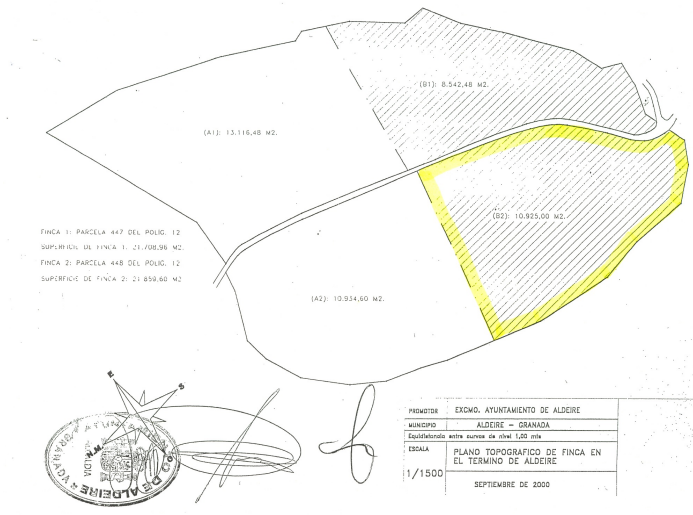 (B1): 8.542,48 M2.
(A1): 13.116,48 M2.
(B2): 10.925,00 M2.
FINCA 1: PARCELA 447 DEL POLIG. 12
SUPERFICIE DE FINCA 1: 21.708,96 M2.
FINCA 2: PARCELA 448 DEL POLIG. 12
SUPERFICIE DE FINCA 2: 21.859,60 M2
(A2): 10.934,60 M2.
E
S
AYUNTAMIENTO DE ALDEIRE
GRANADA
ALCALDIA
PROMOTOR EXCMO. AYUNTAMIENTO DE ALDEIRE
MUNICIPIO ALDEIRE - GRANADA
Equidistancia entre curvas de nivel 1,00 mts
ESCALA
1/1500
PLANO TOPOGRAFICO DE FINCA EN
EL TERMINO DE ALDEIRE
SEPTIEMBRE DE 2000